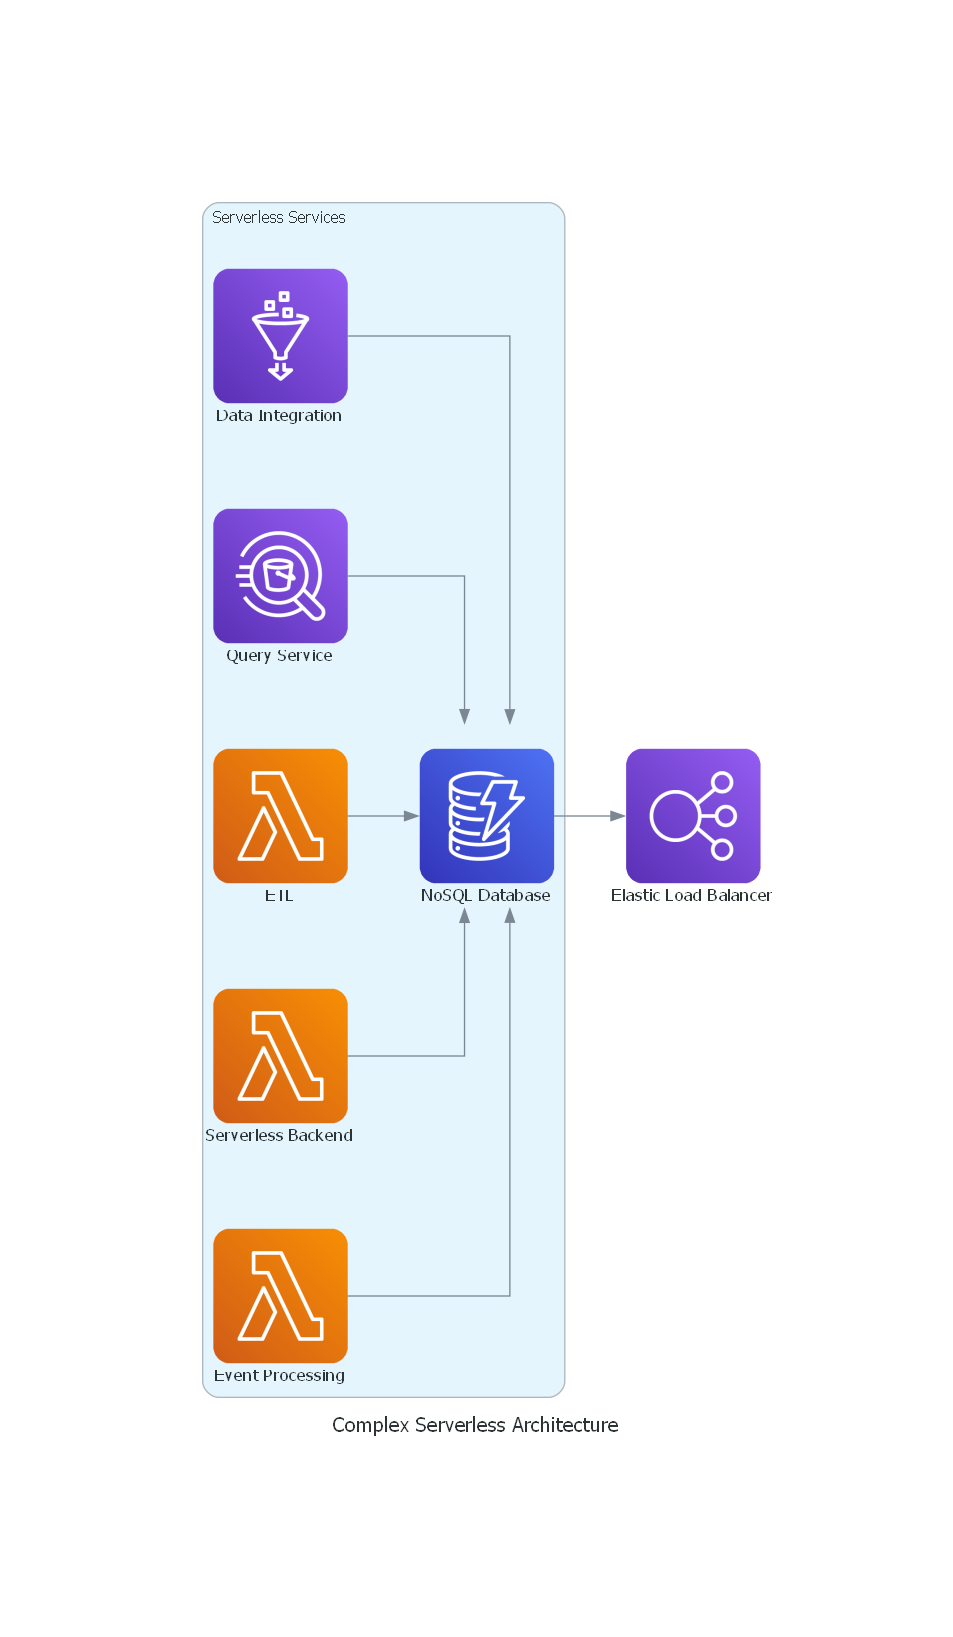 Serverless Services
Data Integration
Query Service
ETL
NoSQL Database
Elastic Load Balancer
Serverless Backend
Event Processing
Complex Serverless Architecture